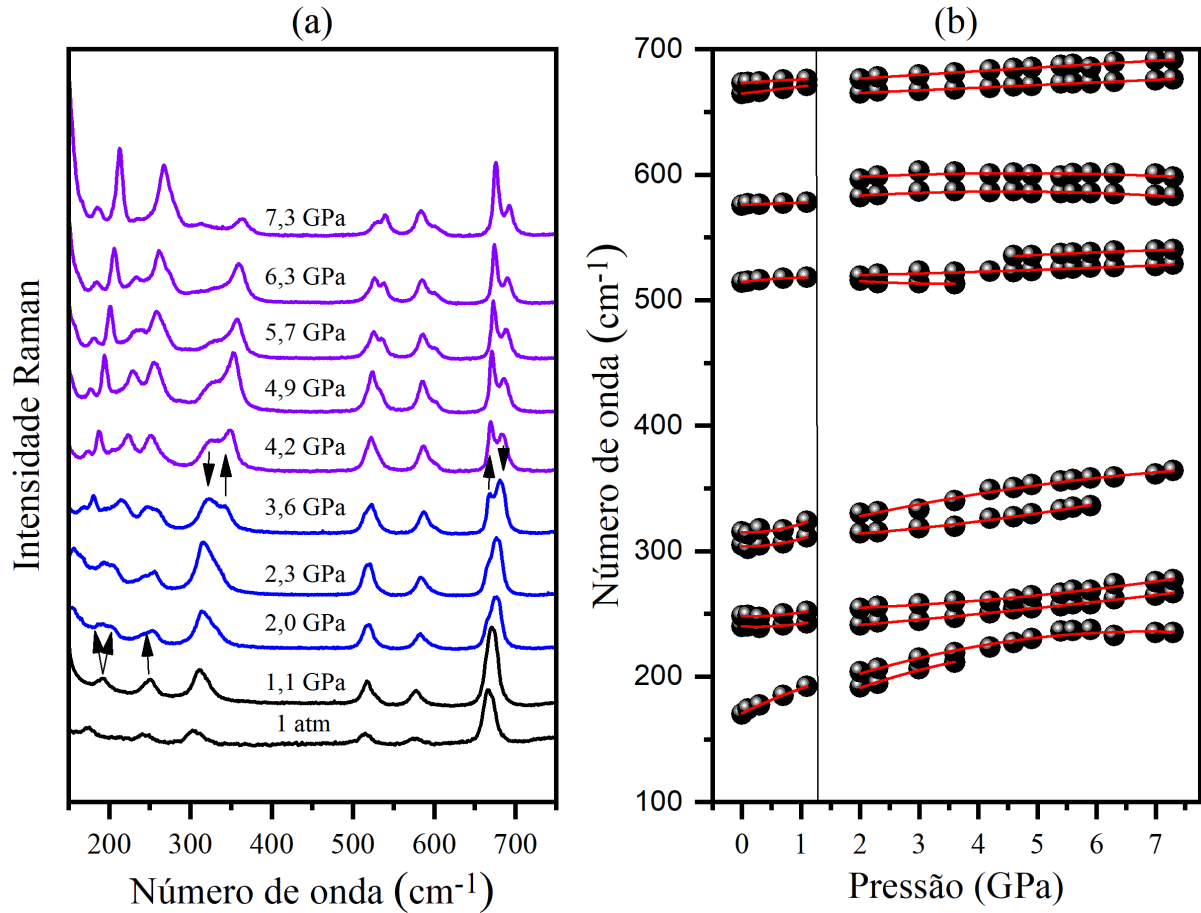 (a)
Intensidade Raman
7,3 GPa
6,3 GPa
5,7 GPa
4,9 GPa
4,2 GPa
3,6 GPa
2,3 GPa
2,0 GPa
1,1 GPa
1 atm
200 300 400 500 600 700
Número de onda (cm⁻¹)
(b)
Número de onda (cm⁻¹)
700
600
500
400
300
200
100
0 1 2 3 4 5 6 7
Pressão (GPa)